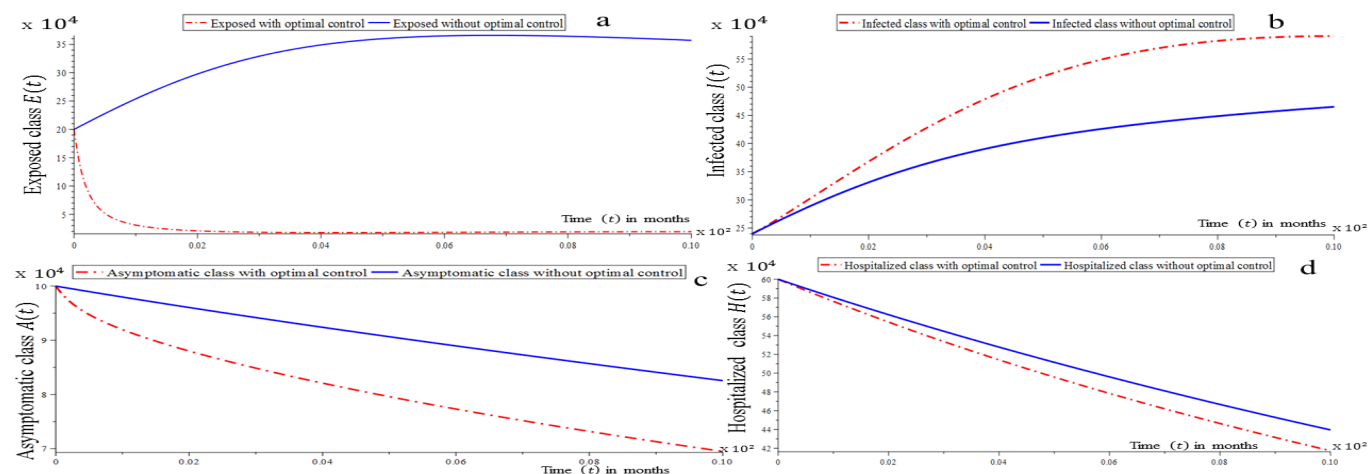 x 10⁴
a
Exposed with optimal control Exposed without optimal control
Exposed class E(t)
35
30
25
20
15
10
5
0 0.02 0.04 0.06 0.08 0.10
Time (t) in months
x 10²
x 10⁴
b
Infected class with optimal control Infected class without optimal control
Infected class I(t)
50
45
40
35
30
25
0 0.02 0.04 0.06 0.08 0.10
Time (t) in months
x 10²
x 10⁴
c
Asymptomatic class with optimal control Asymptomatic class without optimal control
Asymptomatic class A(t)
10
9
8
7
0 0.02 0.04 0.06 0.08 0.10
Time (t) in months
x 10²
x 10⁴
d
Hospitalized class with optimal control Hospitalized class without optimal control
Hospitalized class H(t)
60
58
56
54
52
50
48
46
44
42
0 0.02 0.04 0.06 0.08 0.10
Time (t) in months
x 10²